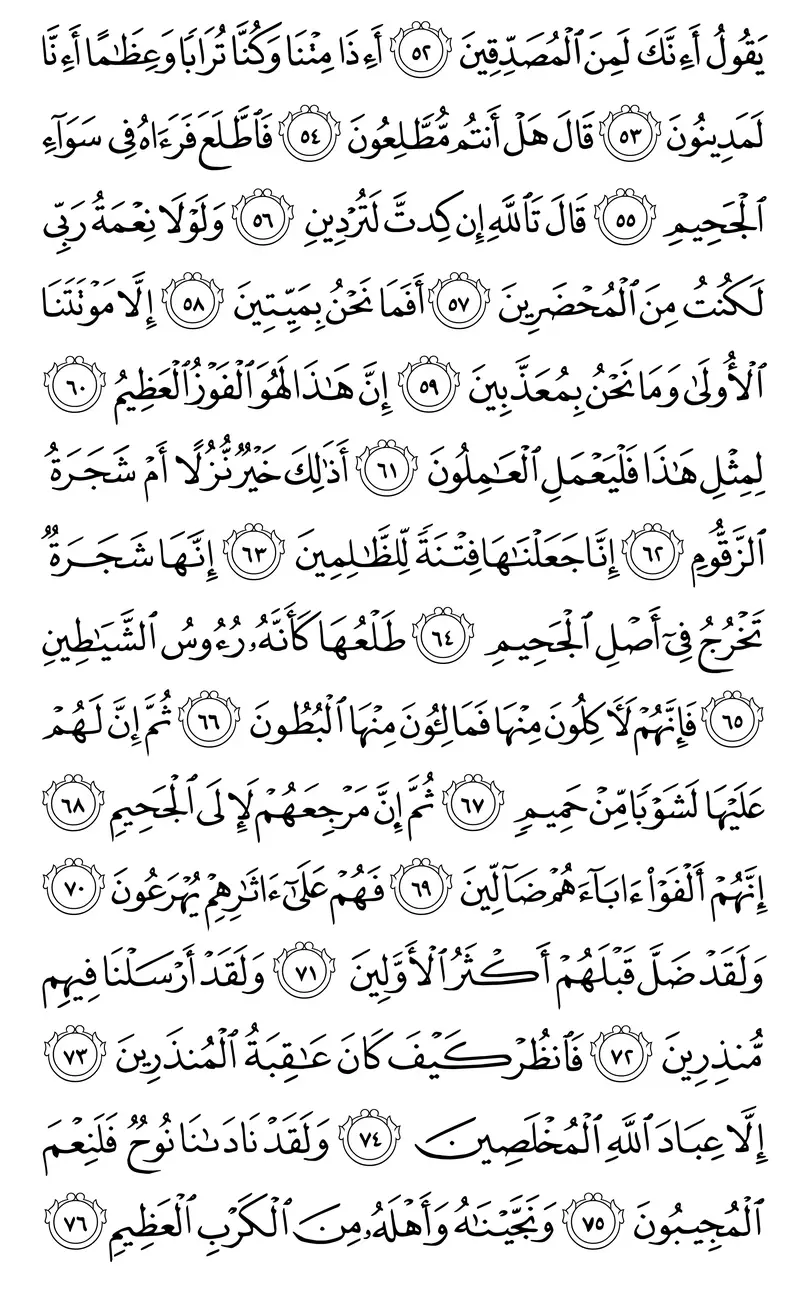 يَقُولُ أَءِنَّكَ لَمِنَ ٱلْمُصَدِّقِينَ ٥٢ أَءِذَا مِتْنَا وَكُنَّا تُرَابًا وَعِظَٰمًا أَءِنَّا
لَمَدِينُونَ ٥٣ قَالَ هَلْ أَنتُم مُّطَّلِعُونَ ٥٤ فَٱطَّلَعَ فَرَءَاهُ فِى سَوَآءِ
ٱلْجَحِيمِ ٥٥ قَالَ تَٱللَّهِ إِن كِدتَّ لَتُرْدِينِ ٥٦ وَلَوْلَا نِعْمَةُ رَبِّى
لَكُنتُ مِنَ ٱلْمُحْضَرِينَ ٥٧ أَفَمَا نَحْنُ بِمَيِّتِينَ ٥٨ إِلَّا مَوْتَتَنَا
ٱلْأُولَىٰ وَمَا نَحْنُ بِمُعَذَّبِينَ ٥٩ إِنَّ هَٰذَا لَهُوَ ٱلْفَوْزُ ٱلْعَظِيمُ ٦٠
لِمِثْلِ هَٰذَا فَلْيَعْمَلِ ٱلْعَٰمِلُونَ ٦١ أَذَٰلِكَ خَيْرٌ نُّزُلًا أَمْ شَجَرَةُ
ٱلزَّقُّومِ ٦٢ إِنَّا جَعَلْنَٰهَا فِتْنَةً لِّلظَّٰلِمِينَ ٦٣ إِنَّهَا شَجَرَةٌ
تَخْرُجُ فِىٓ أَصْلِ ٱلْجَحِيمِ ٦٤ طَلْعُهَا كَأَنَّهُۥ رُءُوسُ ٱلشَّيَٰطِينِ
٦٥ فَإِنَّهُمْ لَءَاكِلُونَ مِنْهَا فَمَالِـُٔونَ مِنْهَا ٱلْبُطُونَ ٦٦ ثُمَّ إِنَّ لَهُمْ
عَلَيْهَا لَشَوْبًا مِّنْ حَمِيمٍ ٦٧ ثُمَّ إِنَّ مَرْجِعَهُمْ لَإِلَى ٱلْجَحِيمِ ٦٨
إِنَّهُمْ أَلْفَوْا۟ ءَابَآءَهُمْ ضَآلِّينَ ٦٩ فَهُمْ عَلَىٰٓ ءَاثَٰرِهِمْ يُهْرَعُونَ ٧٠
وَلَقَدْ ضَلَّ قَبْلَهُمْ أَكْثَرُ ٱلْأَوَّلِينَ ٧١ وَلَقَدْ أَرْسَلْنَا فِيهِم
مُّنذِرِينَ ٧٢ فَٱنظُرْ كَيْفَ كَانَ عَٰقِبَةُ ٱلْمُنذَرِينَ ٧٣
إِلَّا عِبَادَ ٱللَّهِ ٱلْمُخْلَصِينَ ٧٤ وَلَقَدْ نَادَىٰنَا نُوحٌ فَلَنِعْمَ
ٱلْمُجِيبُونَ ٧٥ وَنَجَّيْنَٰهُ وَأَهْلَهُۥ مِنَ ٱلْكَرْبِ ٱلْعَظِيمِ ٧٦